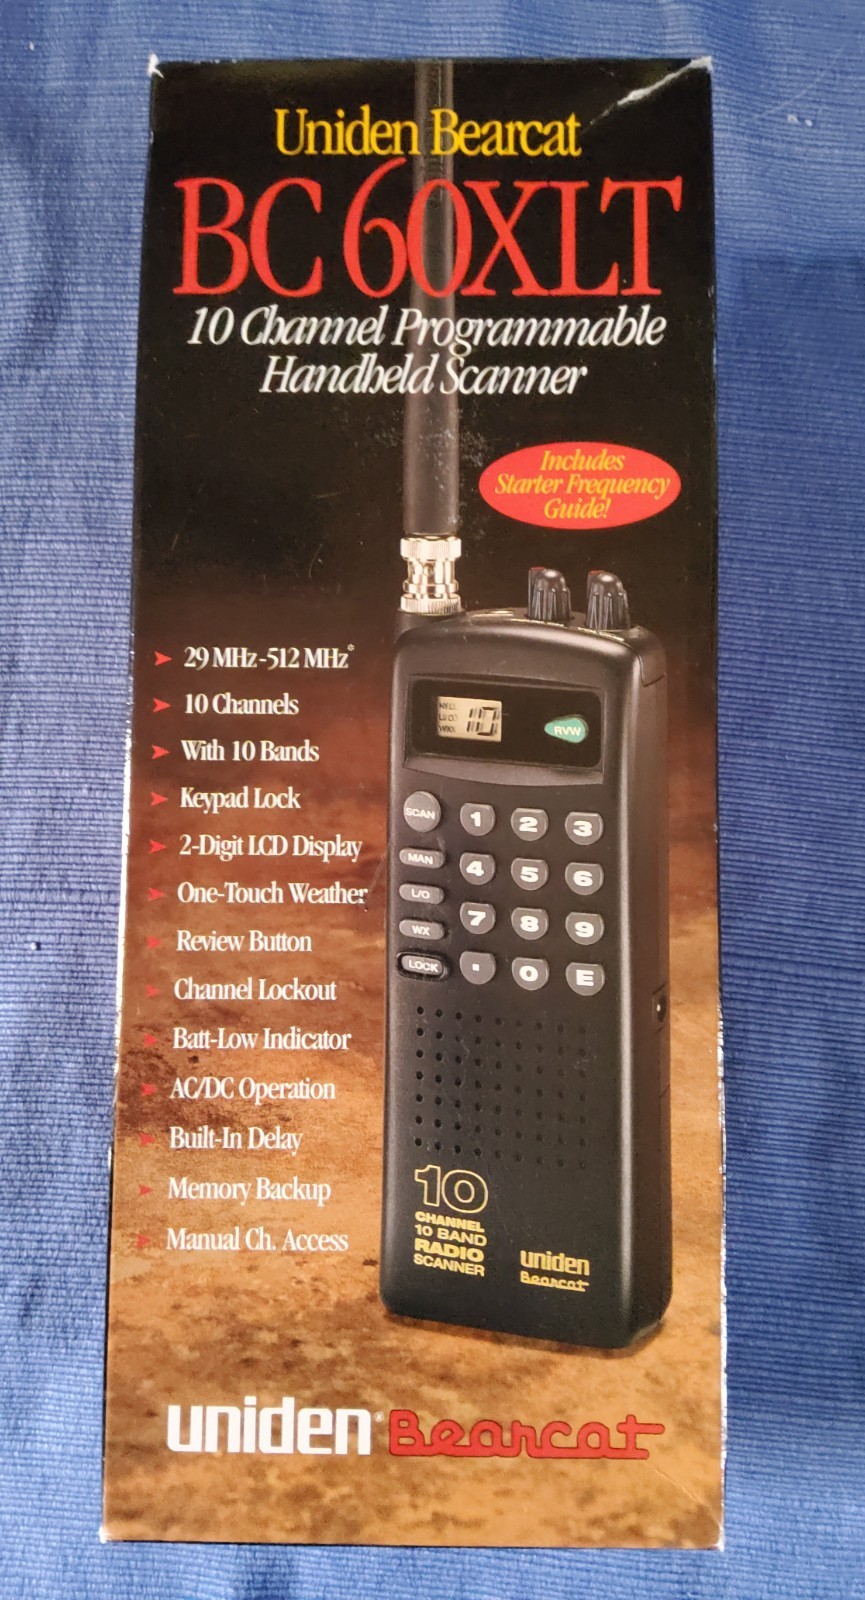 Uniden Bearcat
BC 60XLT
10 Channel Programmable
Handheld Scanner
Includes
Starter Frequency
Guide!
29 MHz-512 MHz*
10 Channels
With 10 Bands
Keypad Lock
2-Digit LCD Display
One-Touch Weather
Review Button
Channel Lockout
Batt-Low Indicator
AC/DC Operation
Built-In Delay
Memory Backup
Manual Ch. Access
10
RVW
SCAN 1 2 3
MAN 4 5 6
L/O 7 8 9
WX
LOCK . 0 E
10
CHANNEL
10 BAND
RADIO
SCANNER
uniden
Bearcat
uniden® Bearcat